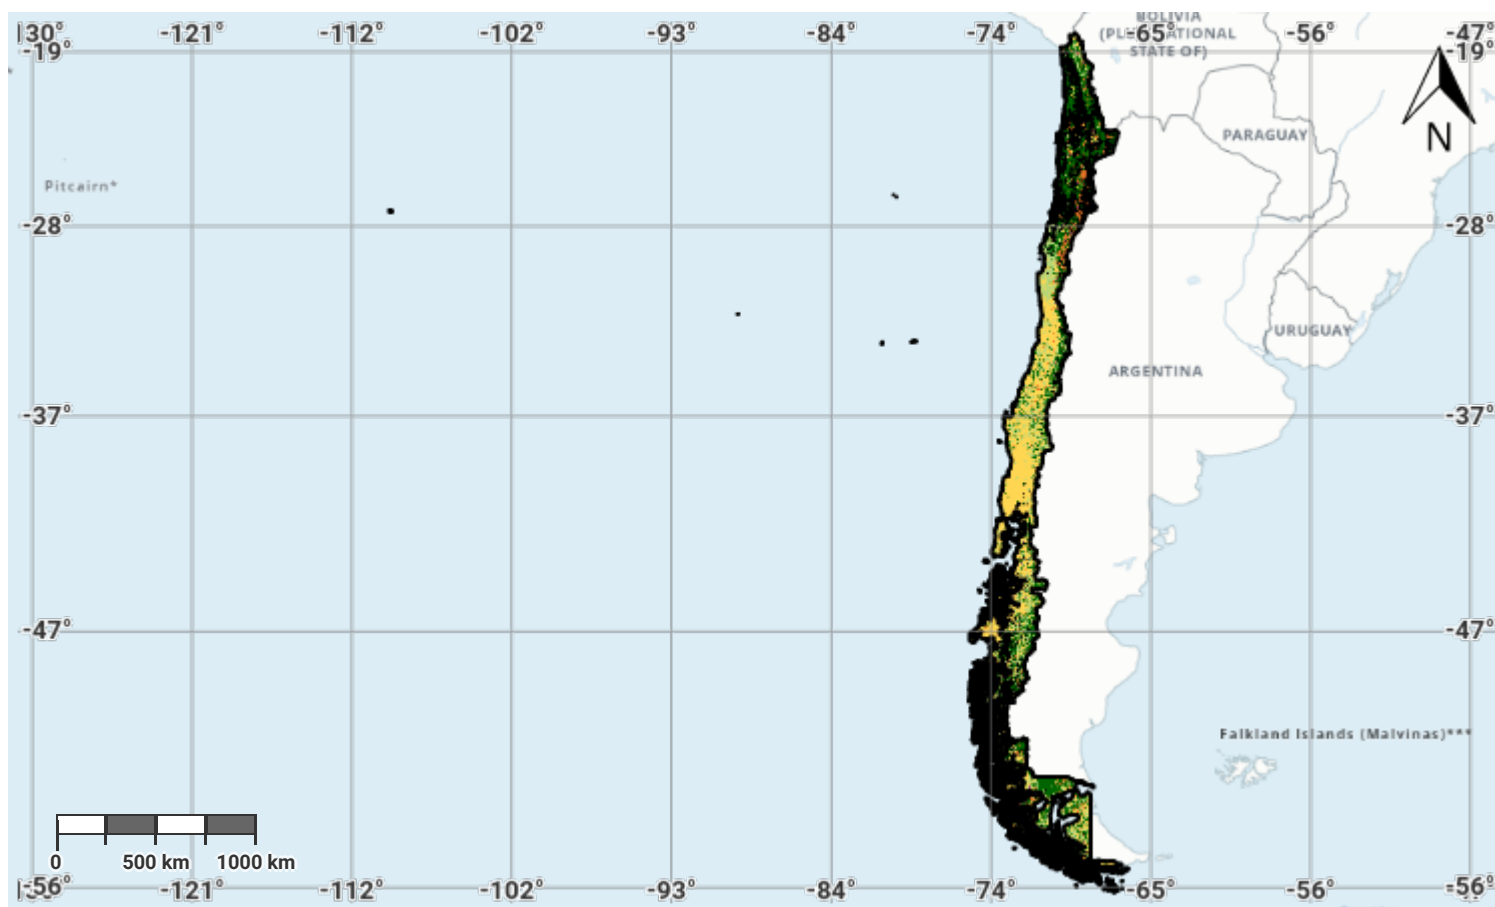 -130° -121° -112° -102° -93° -84° -74° -65° -56° -47°
BOLIVIA
(PLURINATIONAL
STATE OF)
-19° -19°
N
PARAGUAY
Pitcairn*
-28° -28°
URUGUAY
ARGENTINA
-37° -37°
-47° -47°
Falkland Islands (Malvinas)***
0 500 km 1000 km
-56° -121° -112° -102° -93° -84° -74° -65° -56° -56°